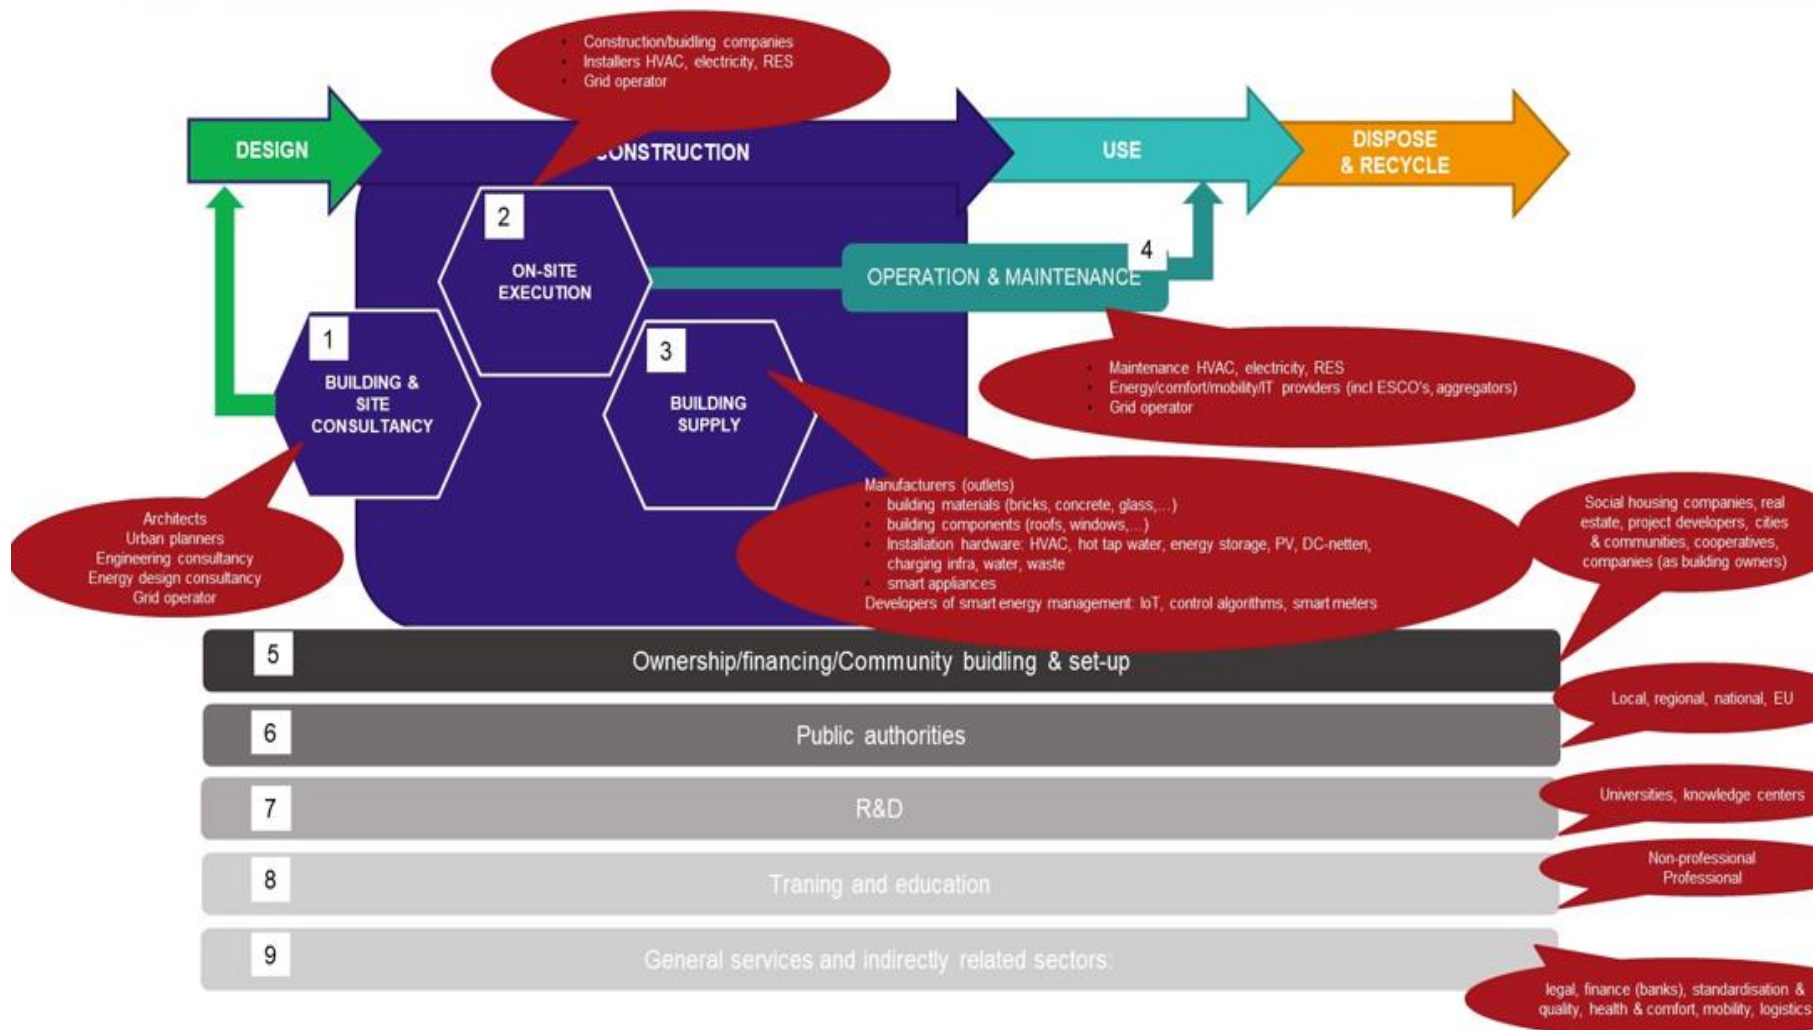 Construction/buidling companies
Installers HVAC, electricity, RES
Grid operator
DESIGN
CONSTRUCTION
USE
DISPOSE
& RECYCLE
2
ON-SITE
EXECUTION
4
OPERATION & MAINTENANCE
1
BUILDING &
SITE
CONSULTANCY
3
BUILDING
SUPPLY
Maintenance HVAC, electricity, RES
Energy/comfort/mobility/IT providers (incl ESCO's, aggregators)
Grid operator
Architects
Urban planners
Engineering consultancy
Energy design consultancy
Grid operator
Manufacturers (outlets)
building materials (bricks, concrete, glass,...)
building components (roofs, windows,...)
Installation hardware: HVAC, hot tap water, energy storage, PV, DC-netten,
charging infra, water, waste
smart appliances
Developers of smart energy management: IoT, control algorithms, smart meters
Social housing companies, real
estate, project developers, cities
& communities, cooperatives,
companies (as building owners)
5
Ownership/financing/Community buidling & set-up
Local, regional, national, EU
6
Public authorities
7
R&D
Universities, knowledge centers
8
Traning and education
Non-professional
Professional
9
General services and indirectly related sectors:
legal, finance (banks), standardisation &
quality, health & comfort, mobility, logistics